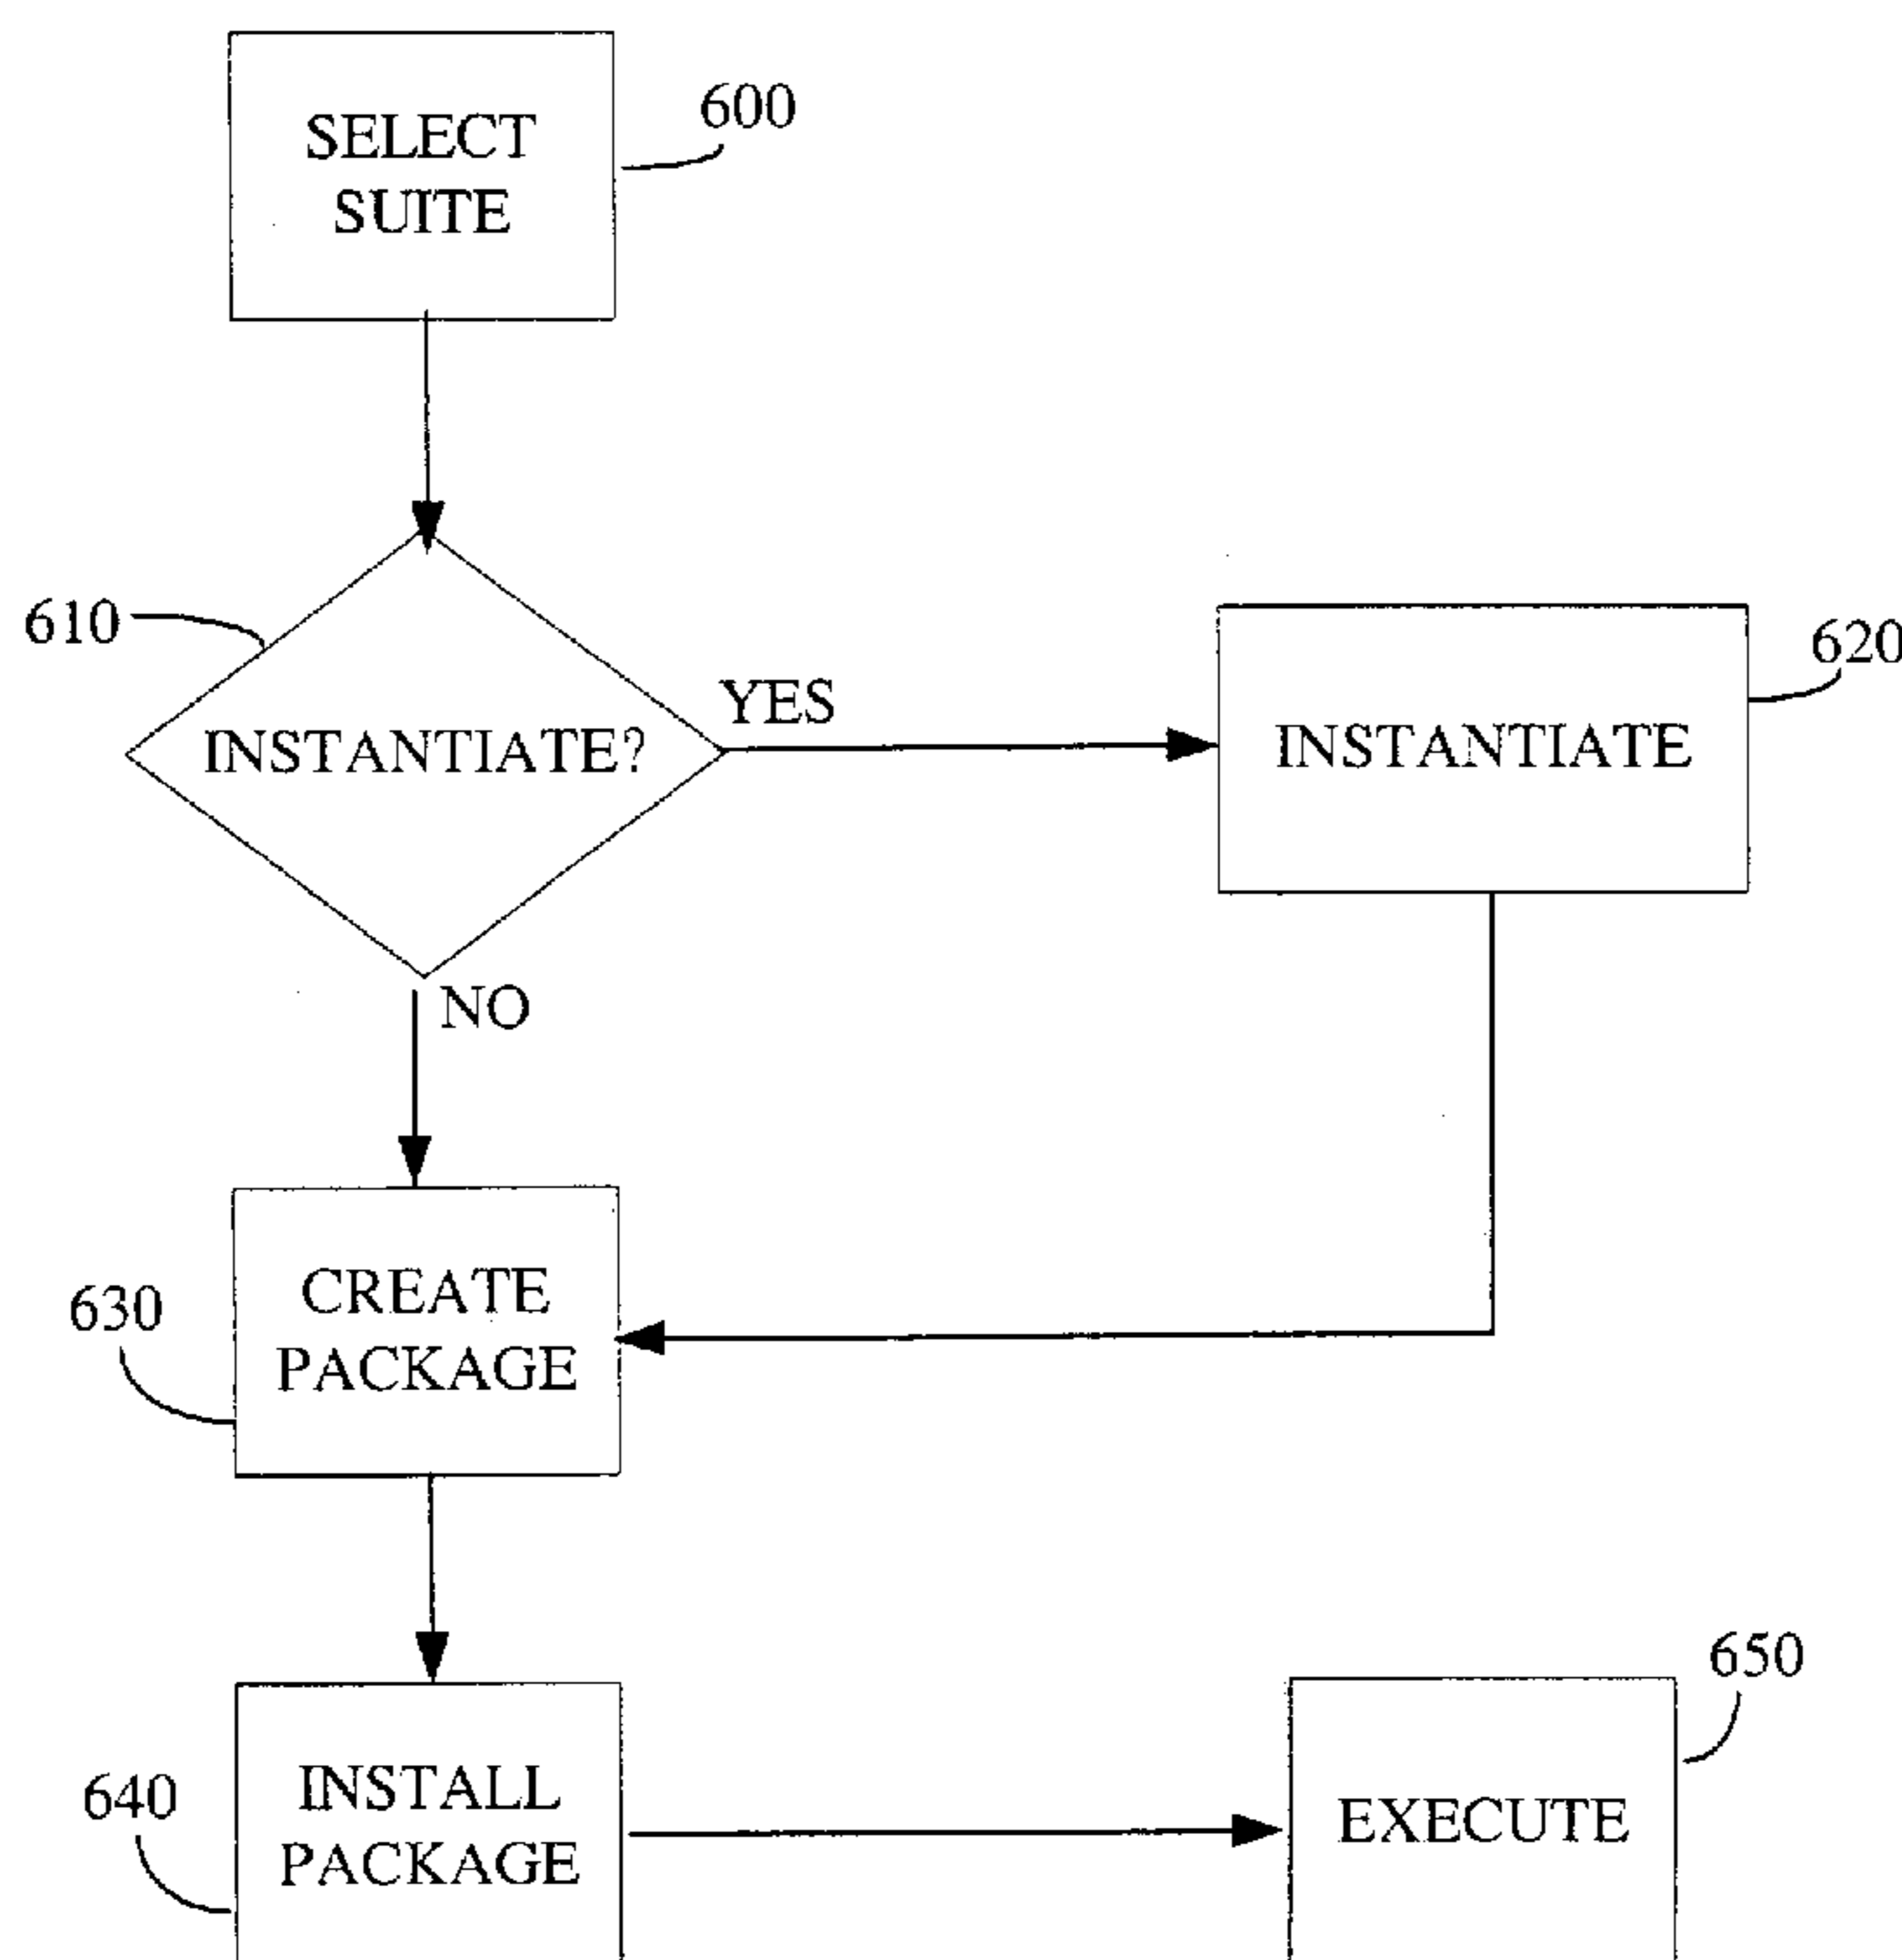 SELECT
SUITE
600
610
INSTANTIATE?
YES
INSTANTIATE
620
NO
630
CREATE
PACKAGE
640
INSTALL
PACKAGE
650
EXECUTE